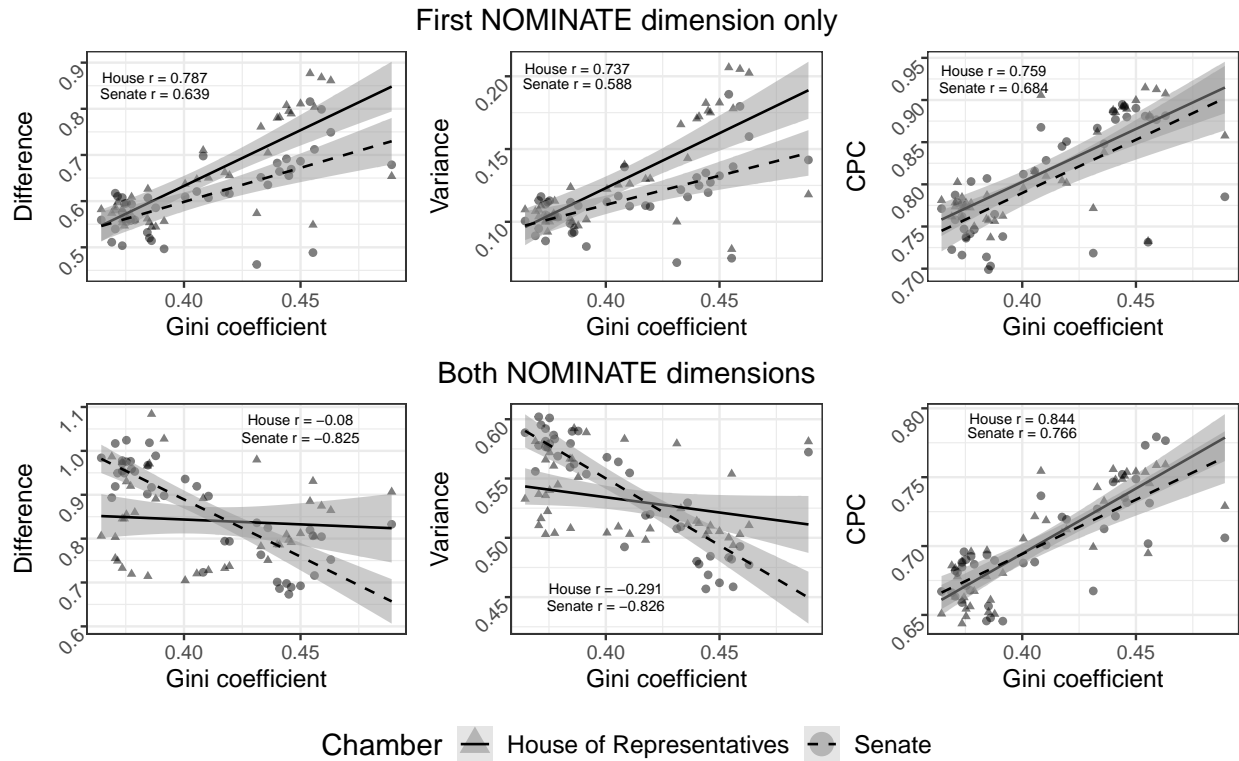 First NOMINATE dimension only
House r = 0.787
Senate r = 0.639
Difference
0.9
0.8
0.7
0.6
0.5
0.40 0.45
Gini coefficient
House r = 0.737
Senate r = 0.588
Variance
0.20
0.15
0.10
0.40 0.45
Gini coefficient
House r = 0.759
Senate r = 0.684
CPC
0.95
0.90
0.85
0.80
0.75
0.70
0.40 0.45
Gini coefficient
Both NOMINATE dimensions
House r = −0.08
Senate r = −0.825
Difference
1.1
1.0
0.9
0.8
0.7
0.6
0.40 0.45
Gini coefficient
House r = −0.291
Senate r = −0.826
Variance
0.60
0.55
0.50
0.45
0.40 0.45
Gini coefficient
House r = 0.844
Senate r = 0.766
CPC
0.80
0.75
0.70
0.65
0.40 0.45
Gini coefficient
Chamber House of Representatives Senate